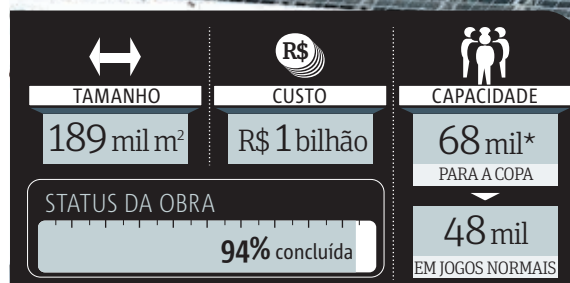 R$
TAMANHO
189 mil m²
CUSTO
R$ 1 bilhão
CAPACIDADE
68 mil*
PARA A COPA
48 mil
EM JOGOS NORMAIS
STATUS DA OBRA
94% concluída